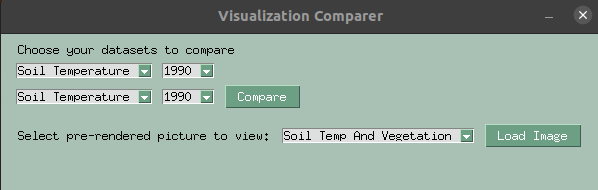 Visualization Comparer
Choose your datasets to compare
Soil Temperature 1990
Soil Temperature 1990 Compare
Select pre-rendered picture to view: Soil Temp And Vegetation Load Image